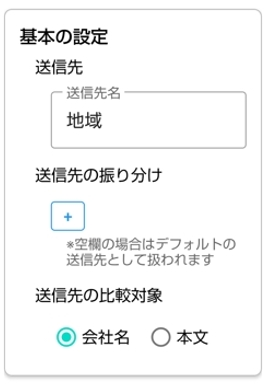 基本の設定
送信先
送信先名
地域
送信先の振り分け
+
※空欄の場合はデフォルトの
送信先として扱われます
送信先の比較対象
会社名 本文